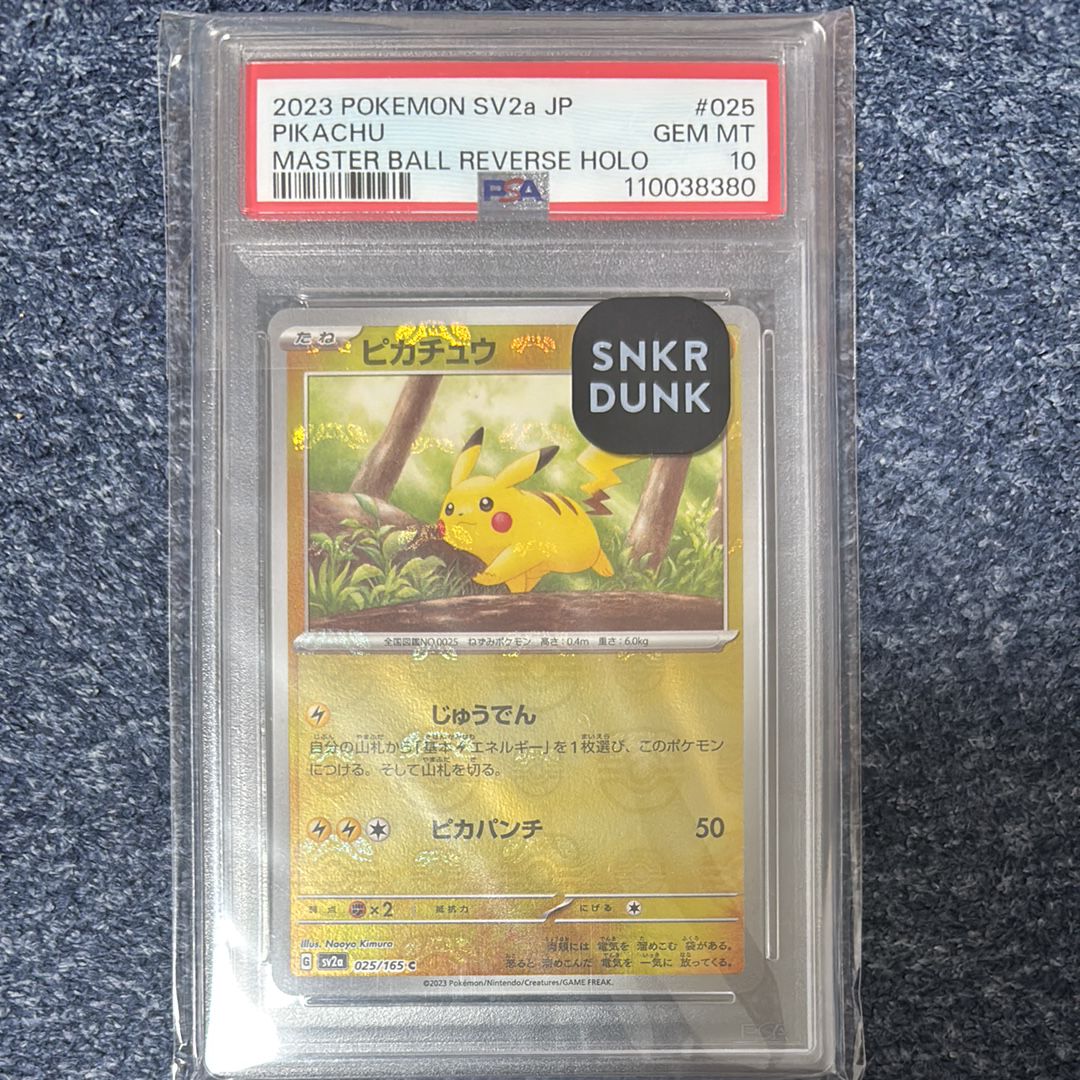 2023 POKEMON SV2a JP #025
PIKACHU GEM MT
MASTER BALL REVERSE HOLO 10
PSA 110038380
SNKR
DUNK
たね ピカチュウ
全国図鑑NO.0025 ねずみポケモン 高さ:0.4m 重さ:6.0kg
じゅうでん
自分の山札から「基本エネルギー」を1枚選び、このポケモン
につける。そして山札を切る。
ピカパンチ 50
弱点 ×2 抵抗力 にげる
Illus. Naoyo Kimura
両頬には 電気を 溜めこむ 袋がある。
怒ると 溜めこんだ 電気を 一気に 放ってくる。
G sv2a 025/165 C
©2023 Pokémon/Nintendo/Creatures/GAME FREAK.